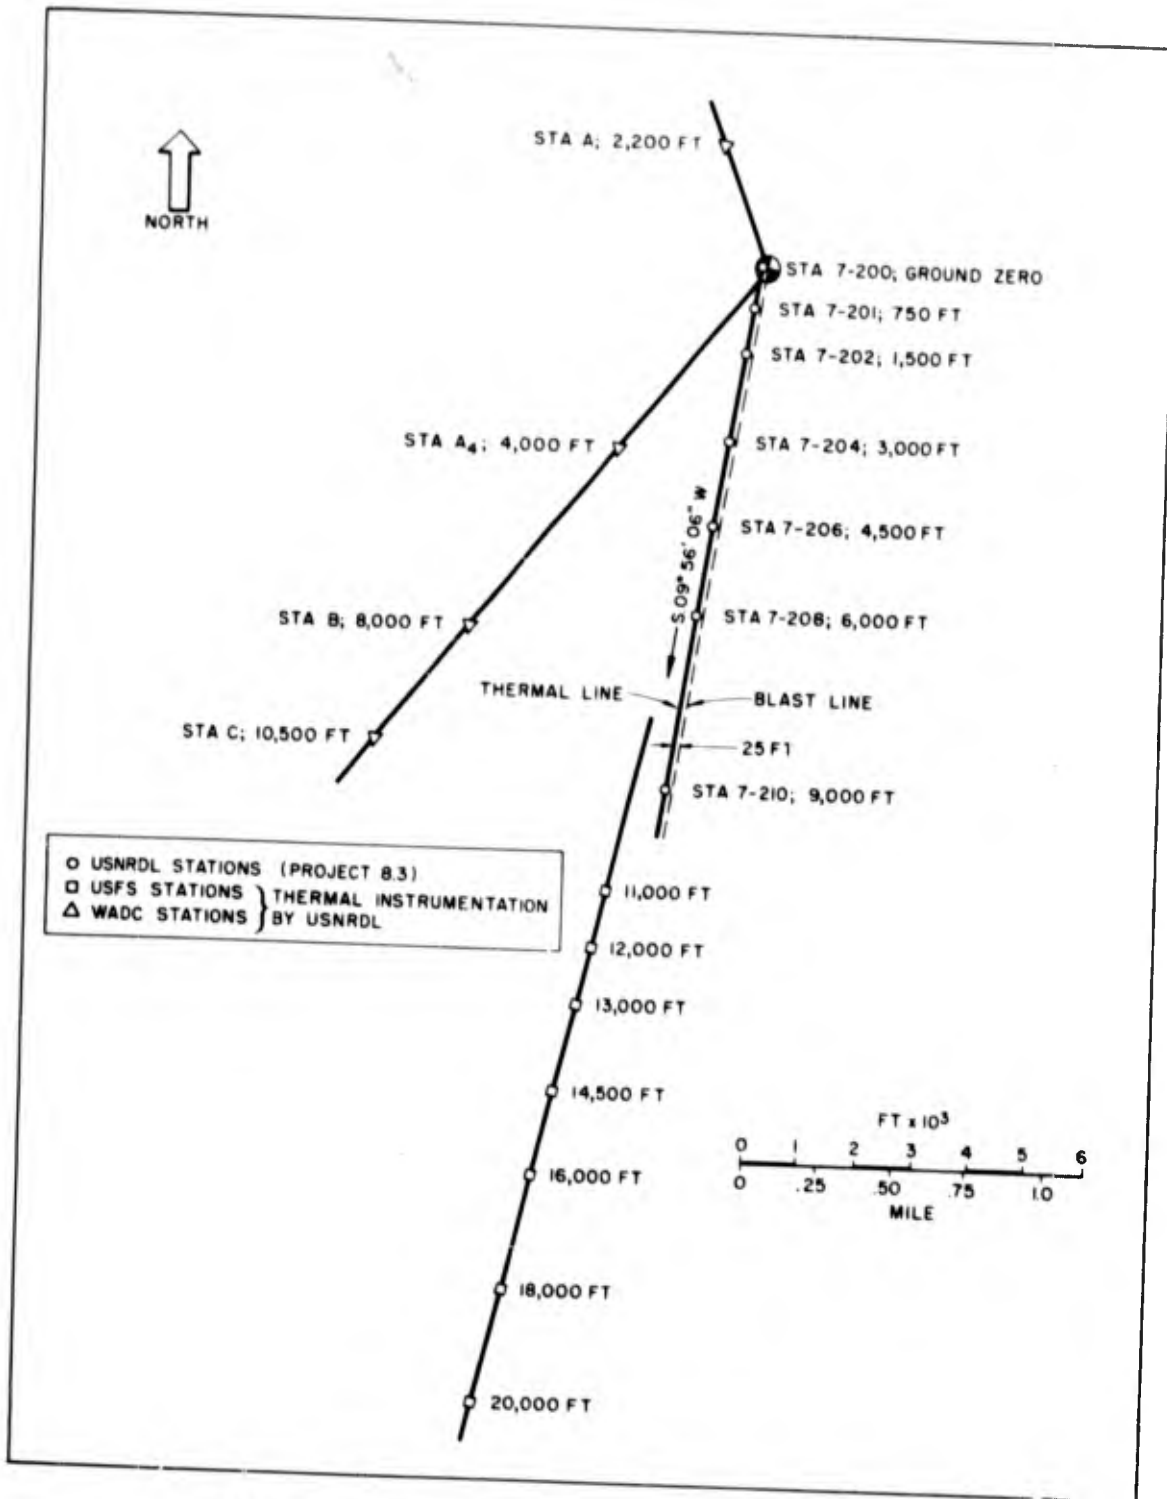 STA A; 2,200 FT
NORTH
STA 7-200; GROUND ZERO
STA 7-201; 750 FT
STA 7-202; 1,500 FT
STA A4; 4,000 FT
STA 7-204; 3,000 FT
S 09° 56' 06" W
STA 7-206; 4,500 FT
STA B; 8,000 FT
STA 7-208; 6,000 FT
THERMAL LINE
BLAST LINE
STA C; 10,500 FT
25 FT
STA 7-210; 9,000 FT
USNRDL STATIONS (PROJECT 8.3)
USFS STATIONS
WADC STATIONS
THERMAL INSTRUMENTATION
BY USNRDL
11,000 FT
12,000 FT
13,000 FT
14,500 FT
16,000 FT
18,000 FT
20,000 FT
FT x 10³
0 1 2 3 4 5 6
0 .25 .50 .75 1.0
MILE